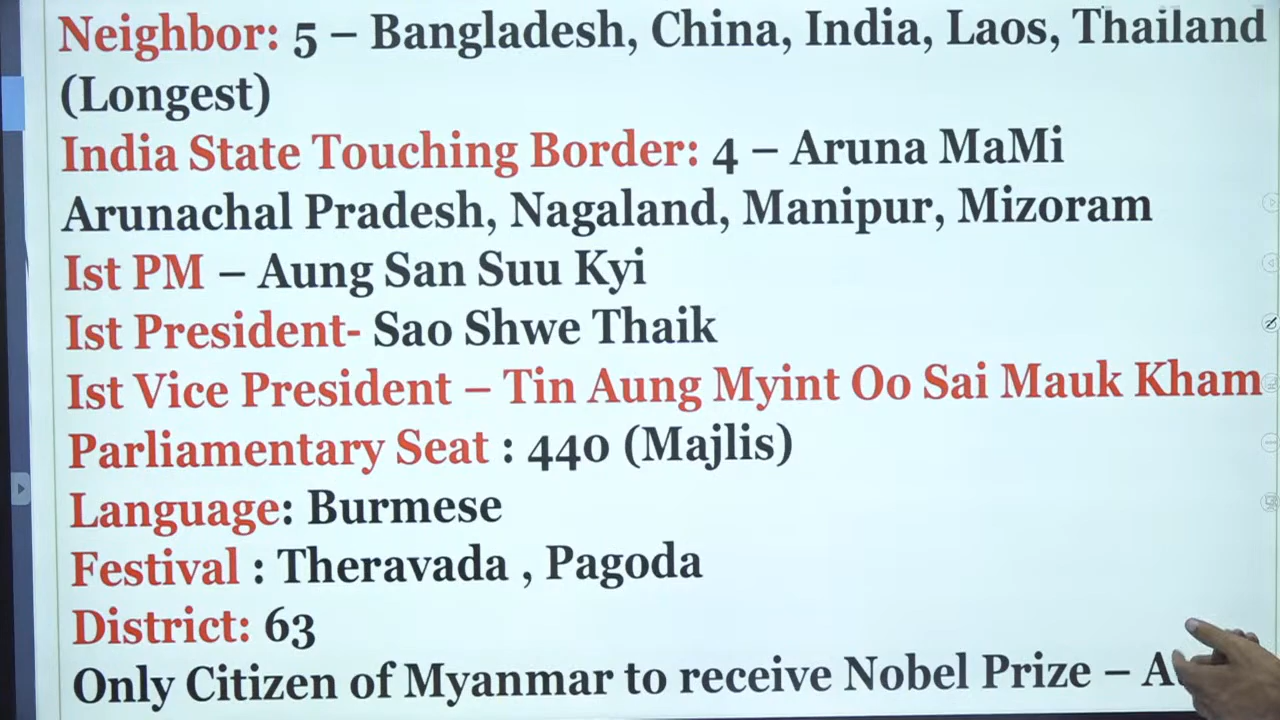 Neighbor: 5 – Bangladesh, China, India, Laos, Thailand
(Longest)
India State Touching Border: 4 – Aruna MaMi
Arunachal Pradesh, Nagaland, Manipur, Mizoram
Ist PM – Aung San Suu Kyi
Ist President- Sao Shwe Thaik
Ist Vice President – Tin Aung Myint Oo Sai Mauk Kham
Parliamentary Seat : 440 (Majlis)
Language: Burmese
Festival : Theravada , Pagoda
District: 63
Only Citizen of Myanmar to receive Nobel Prize –